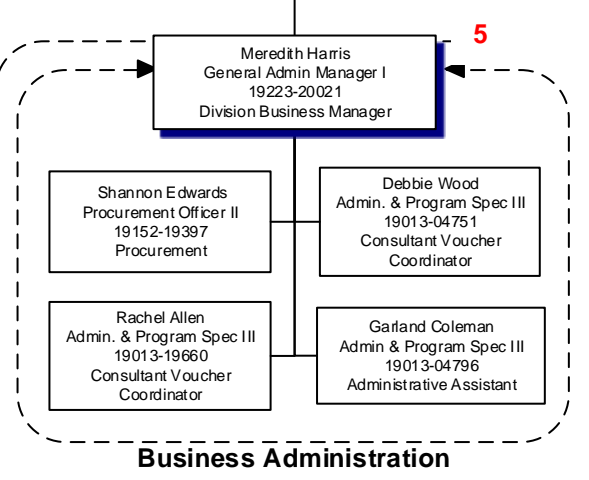 5
Meredith Harris
General Admin Manager I
19223-20021
Division Business Manager
Shannon Edwards
Procurement Officer II
19152-19397
Procurement
Debbie Wood
Admin. & Program Spec III
19013-04751
Consultant Voucher
Coordinator
Rachel Allen
Admin. & Program Spec III
19013-19660
Consultant Voucher
Coordinator
Garland Coleman
Admin & Program Spec III
19013-04796
Administrative Assistant
Business Administration